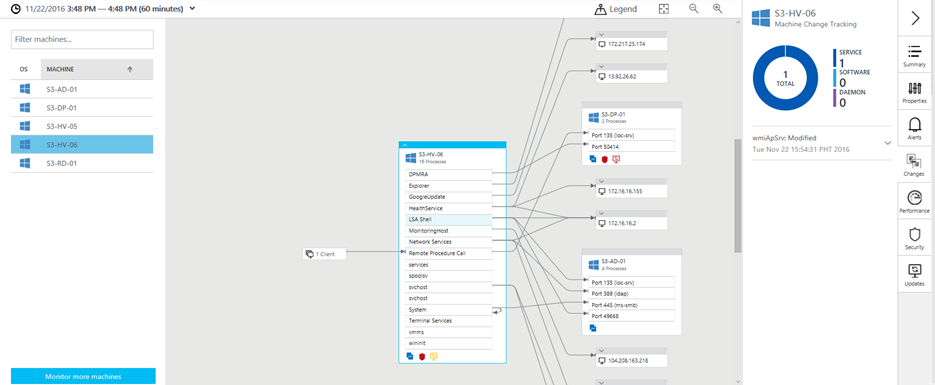 11/22/2016 3:48 PM — 4:48 PM (60 minutes)
Legend
Filter machines...
OS MACHINE
S3-AD-01
S3-DP-01
S3-HV-05
S3-HV-06
S3-RD-01
Monitor more machines
1 Client
S3-HV-06
18 Processes
DPMRA
Explorer
GoogleUpdate
HealthService
LSA Shell
MonitoringHost
Network Services
Remote Procedure Call
services
spoolsv
svchost
svchost
System
Terminal Services
vmms
wininit
172.217.25.174
13.92.26.62
S3-DP-01
2 Processes
Port 135 (loc-srv)
Port 50414
172.16.16.155
172.16.16.2
S3-AD-01
4 Processes
Port 135 (loc-srv)
Port 389 (ldap)
Port 445 (ms-smb)
Port 49668
104.208.163.218
S3-HV-06
Machine Change Tracking
1
TOTAL
SERVICE
1
SOFTWARE
0
DAEMON
0
wmiApSrv: Modified
Tue Nov 22 15:54:31 PHT 2016
Summary
Properties
Alerts
Changes
Performance
Security
Updates